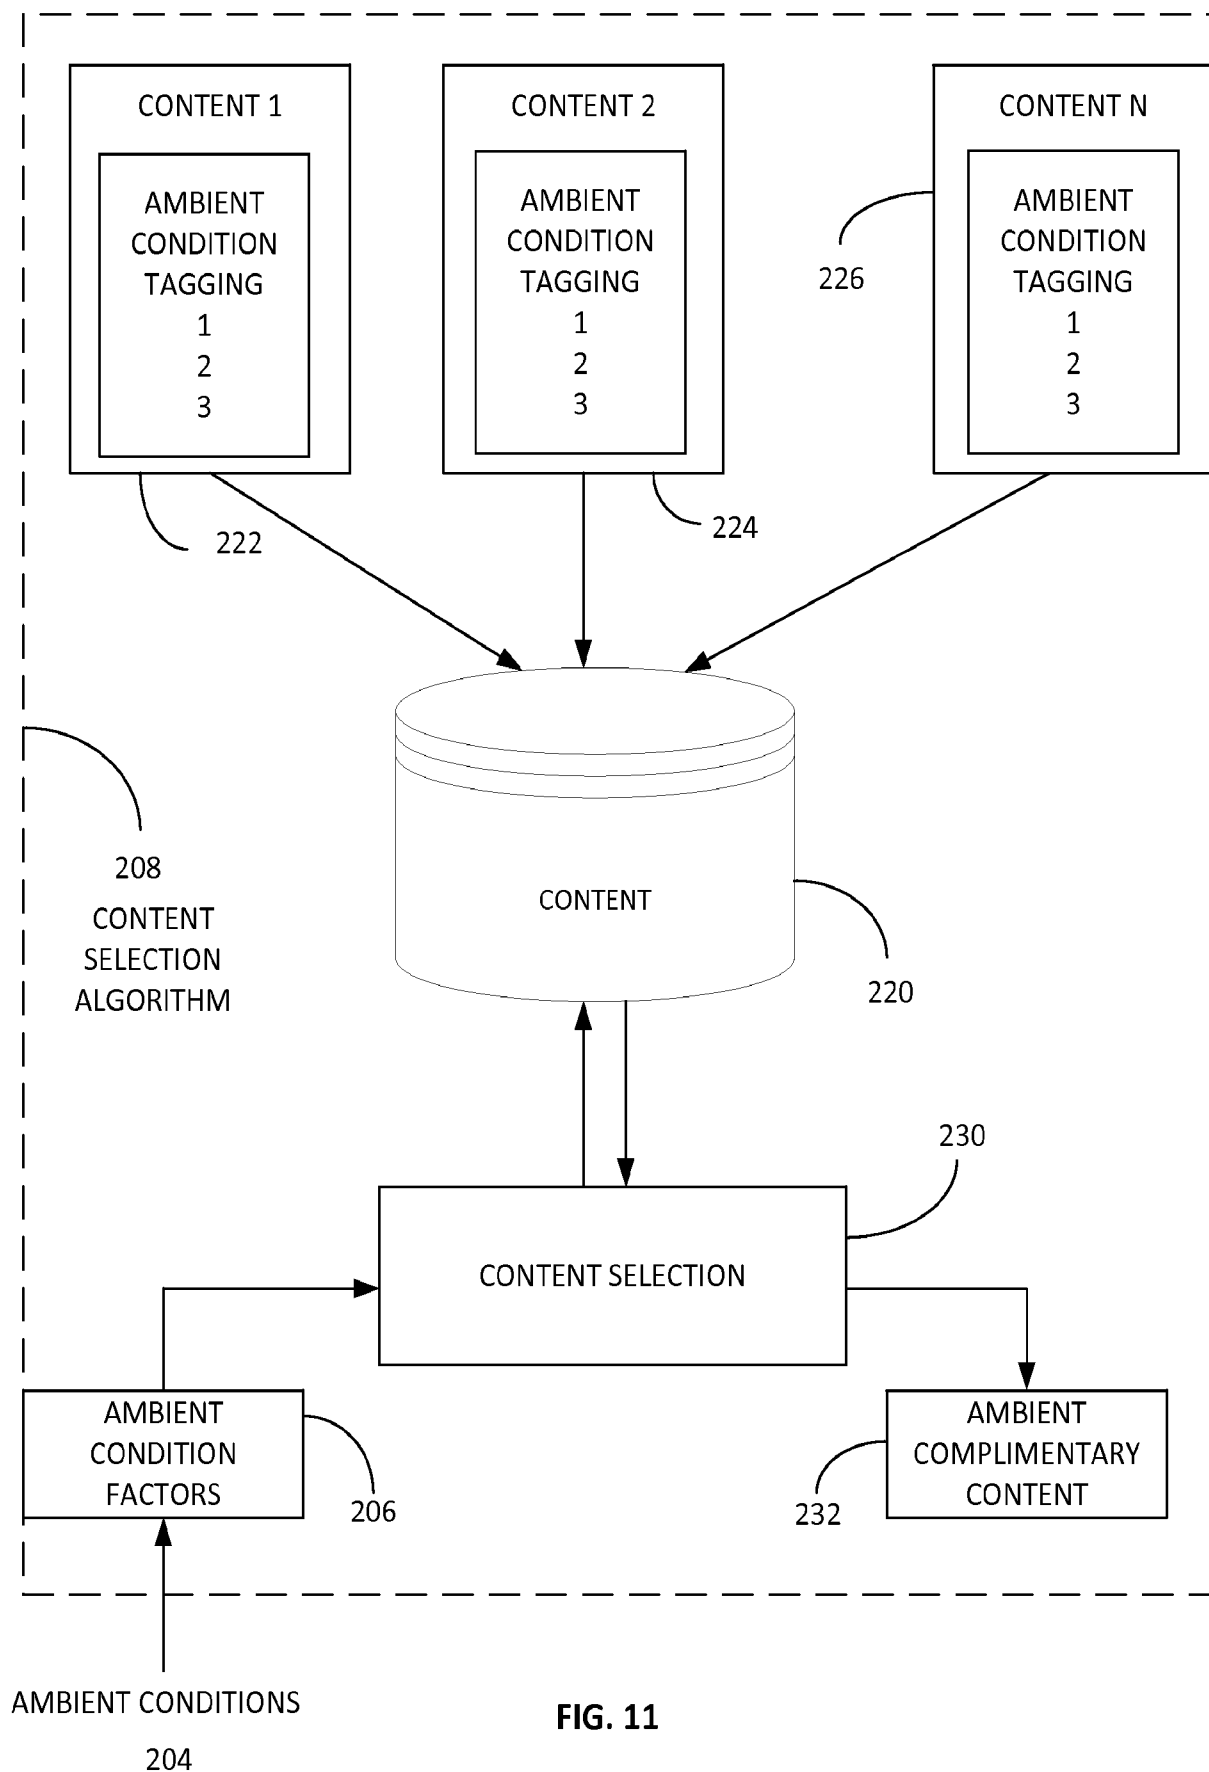 CONTENT 1
AMBIENT
CONDITION
TAGGING
1
2
3
222
CONTENT 2
AMBIENT
CONDITION
TAGGING
1
2
3
224
CONTENT N
AMBIENT
CONDITION
TAGGING
1
2
3
226
208
CONTENT
SELECTION
ALGORITHM
CONTENT
220
230
CONTENT SELECTION
AMBIENT
CONDITION
FACTORS
206
AMBIENT
COMPLIMENTARY
CONTENT
232
AMBIENT CONDITIONS
204
FIG. 11